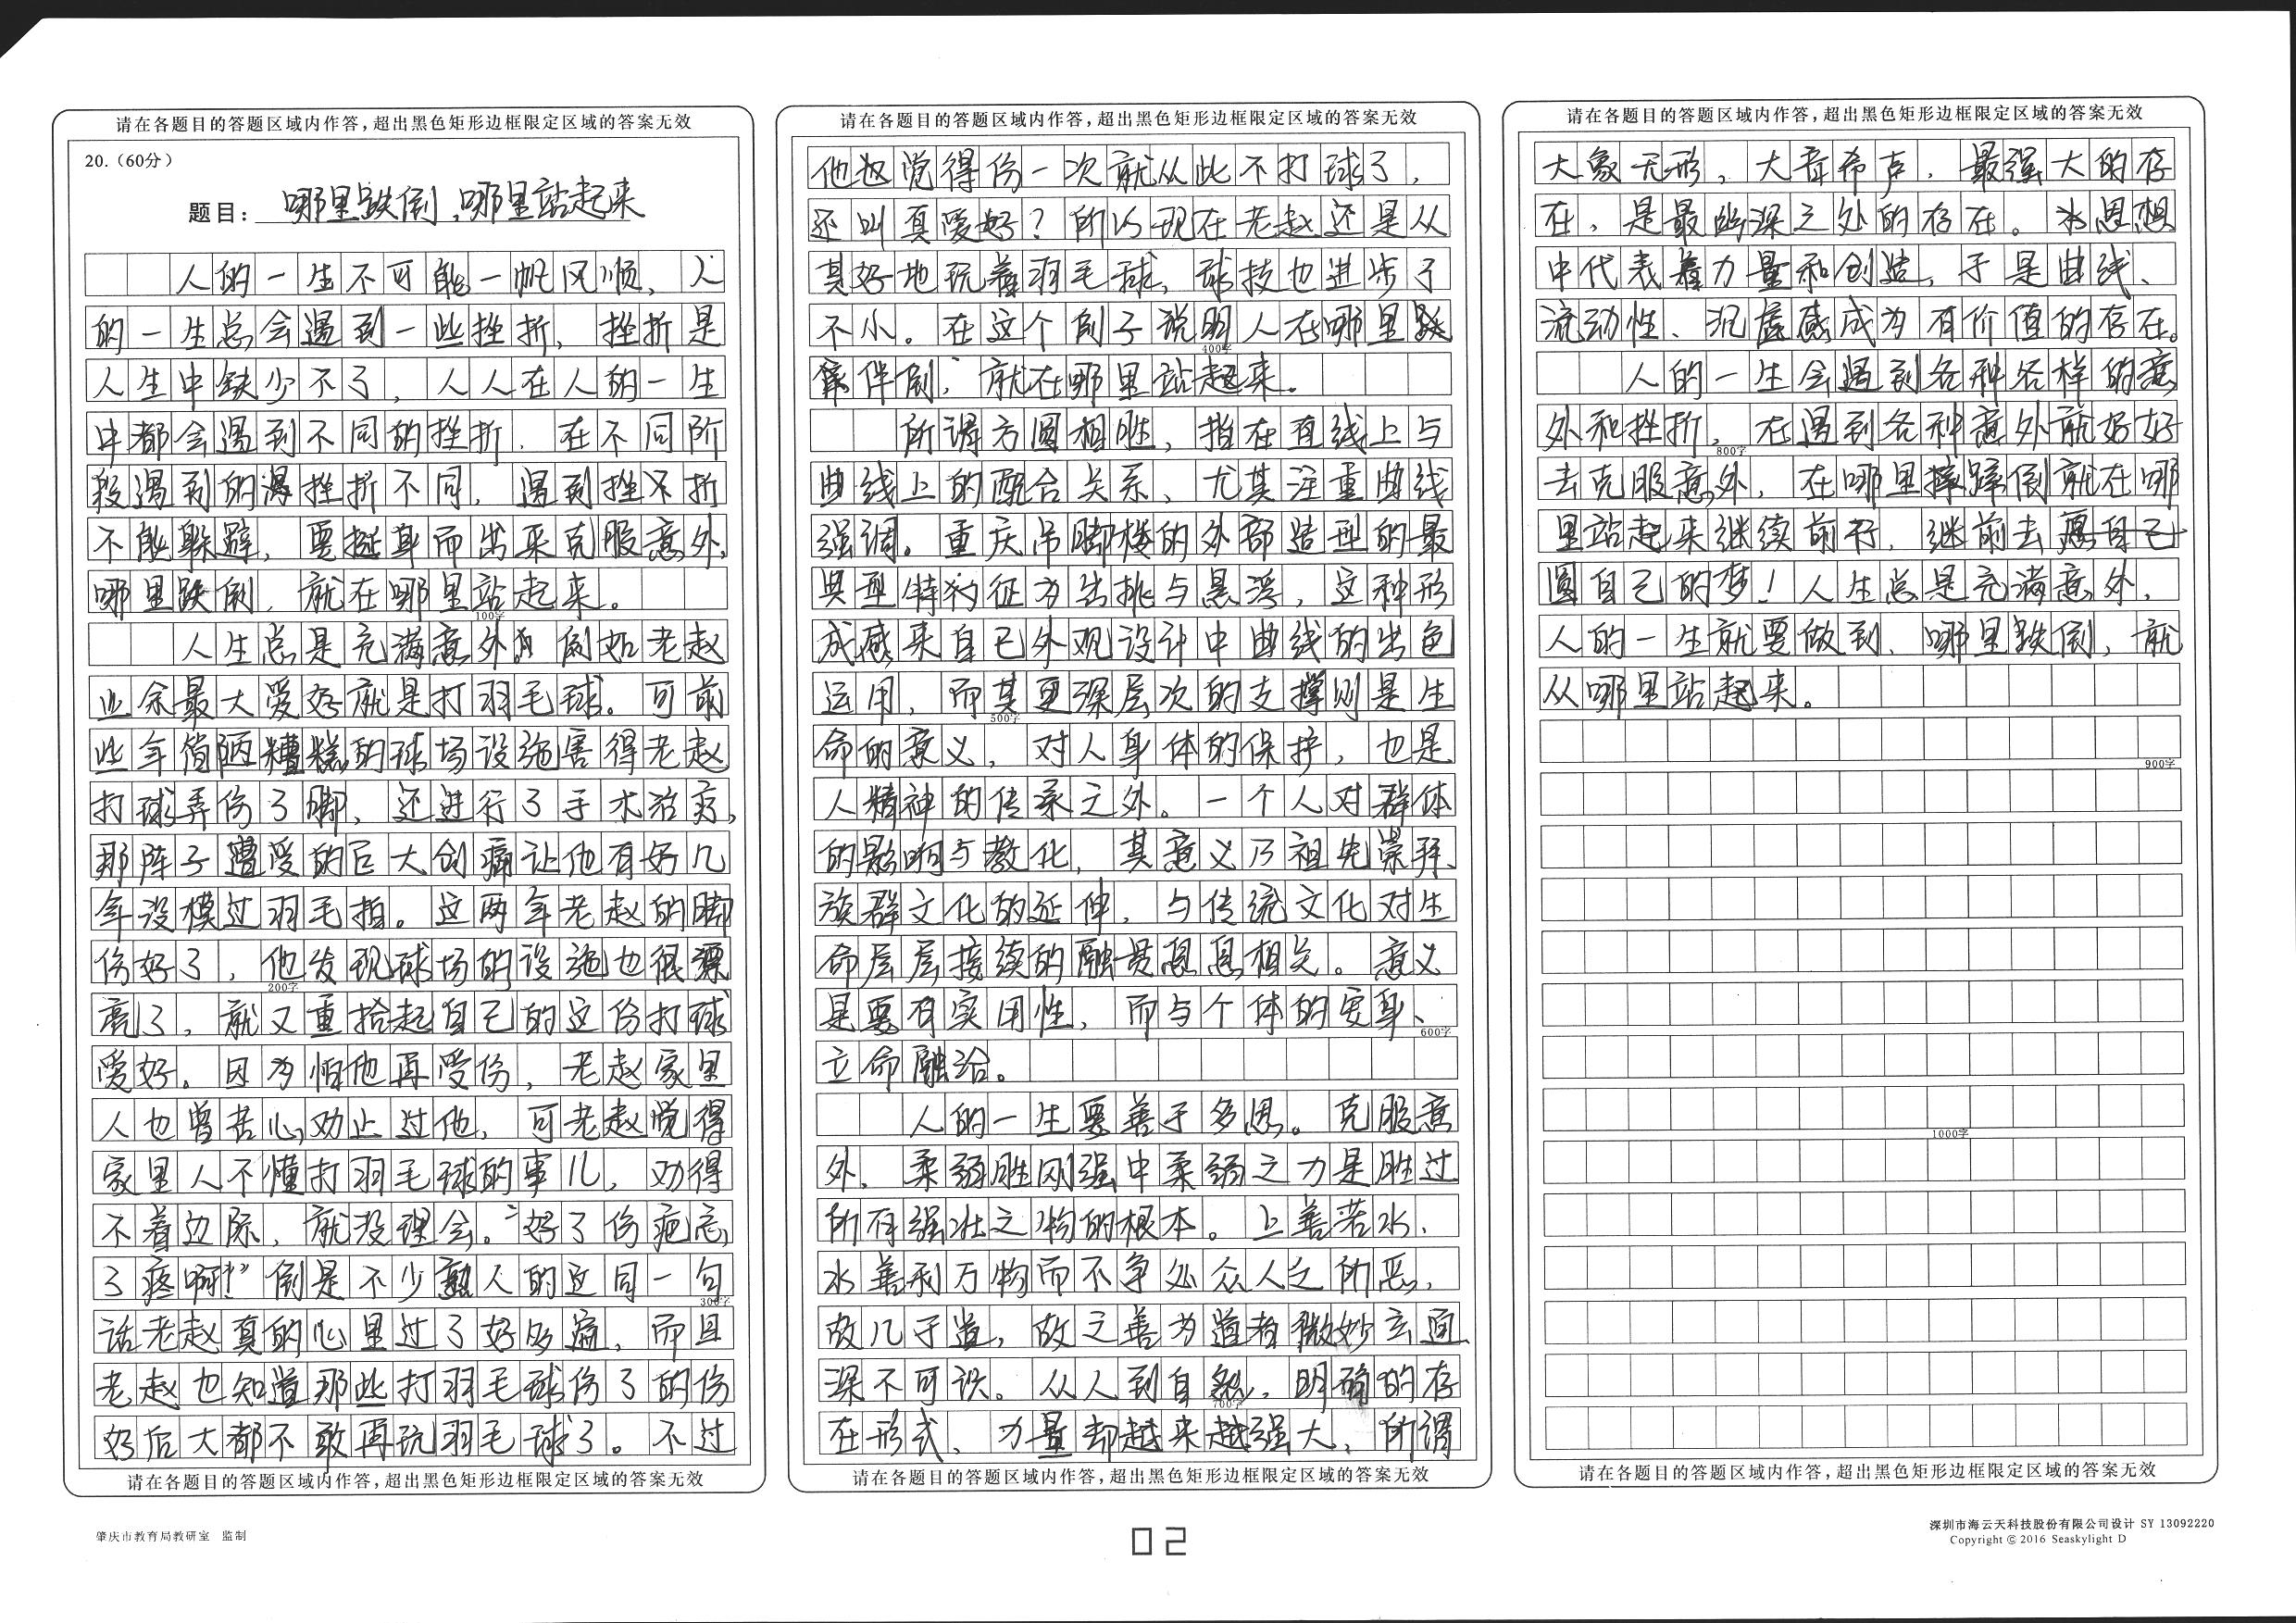 请在各题目的答题区域内作答，超出黑色矩形边框限定区域的答案无效
20.（60分）
题目：哪里跌倒，哪里站起来
人的一生不可能一帆风顺，人
的一生总会遇到一些挫折，挫折是
人生中缺少不了，人人在人的一生
中都会遇到不同的挫折．在不同阶
段遇到的挫折不同，遇到挫不折
不能躲避，要挺身而出来克服意外，
哪里跌倒，就在哪里站起来。
100字
人生总是充满意外。例如老赵
业余最大爱好就是打羽毛球。可前
些年简陋糟糕的球场设施害得老赵
打球弄伤了脚，还进行了手术治疗，
那阵子遭受的巨大创痛让他有好几
年没摸过羽毛拍。这两年老赵的脚
伤好了，他发现球场的设施也很漂
200字
亮了，就又重拾起自己的这份打球
爱好。因为怕他再受伤，老赵家里
人也曾苦心劝止过他，可老赵觉得
家里人不懂打羽毛球的事儿，劝得
不着边际，就没理会。“好了伤疤忘
了疼啊！”倒是不少熟人的这同一句
300字
话老赵真的心里过了好多遍，而且
老赵也知道那些打羽毛球伤了的伤
好后大都不敢再玩羽毛球了。不过
请在各题目的答题区域内作答，超出黑色矩形边框限定区域的答案无效
请在各题目的答题区域内作答，超出黑色矩形边框限定区域的答案无效
他也觉得伤一次就从此不打球了，
还叫真爱好？所以现在老赵还是从
其好地玩着羽毛球，球技也进步了
不小。在这个例子说明人在哪里跌
400字
倒，就在哪里站起来。
所谓方圆相胜，指在直线上与
曲线上的配合关系、尤其注重曲线
强调。重庆吊脚楼的外部造型的最
典型特征为出挑与悬浮，这种形
成感来自已外观设计中曲线的出色
运用，而其更深层次的支撑则是生
500字
命的意义，对人身体的保护，也是
人精神的传承之外。一个人对群体
的影响与教化，其意义乃祖先崇拜、
族群文化的延伸，与传统文化对生
命层层接续的融贯息息相关。意义
是要有实用性，而与个体的安身、
600字
立命融洽。
人的一生要善于多思。克服意
外．柔弱胜刚强中柔弱之力是胜过
所有强壮之物的根本。上善若水．
水善利万物而不争处众人之所恶，
故几于道，故之善为道者微妙玄通
深不可识。从人到自然，明确的存
700字
在形式、力量却越来越强大，所谓
请在各题目的答题区域内作答，超出黑色矩形边框限定区域的答案无效
请在各题目的答题区域内作答，超出黑色矩形边框限定区域的答案无效
大象无形，大音希声．最强大的存
在，是最幽深之处的存在。水思想
中代表着力量和创造，于是曲线、
流动性、沉虚感成为有价值的存在。
人的一生会遇到各种各样的意
外和挫折，在遇到各种意外就好好
800字
去克服意外，在哪里摔蹿倒就在哪
里站起来继续前行，继前去
圆自己的梦！人生总是充满意外，
人的一生就要做到，哪里跌倒，就
从哪里站起来。
900字
1000字
请在各题目的答题区域内作答，超出黑色矩形边框限定区域的答案无效
肇庆市教育局教研室 监制
02
深圳市海云天科技股份有限公司设计 SY 13092220
Copyright © 2016 Seaskylight D